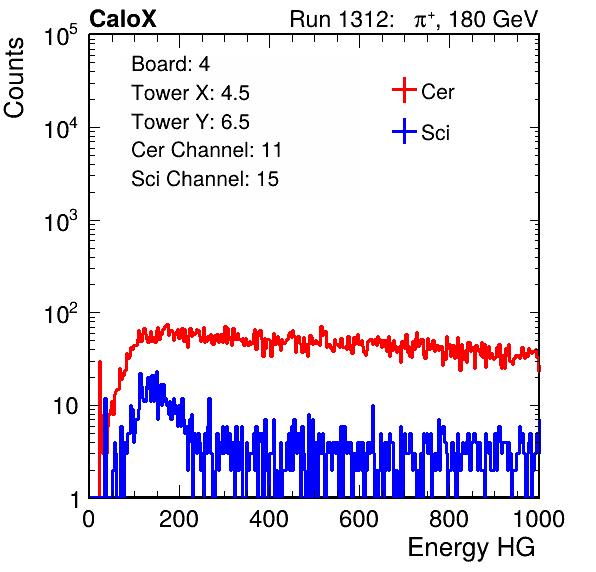 CaloX Run 1312: π⁺, 180 GeV
Counts
10⁵
10⁴
10³
10²
10
1
Board: 4
Tower X: 4.5
Tower Y: 6.5
Cer Channel: 11
Sci Channel: 15
Cer
Sci
0 200 400 600 800 1000
Energy HG